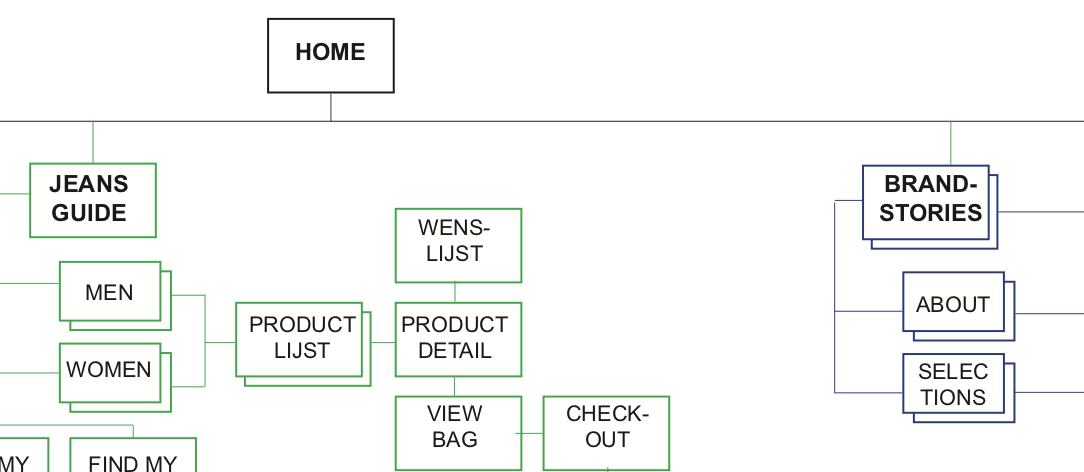 HOME
JEANS
GUIDE
BRAND-
STORIES
WENS-
LIJST
MEN
ABOUT
PRODUCT
LIJST
PRODUCT
DETAIL
WOMEN
SELEC
TIONS
VIEW
BAG
CHECK-
OUT
MY
FIND MY